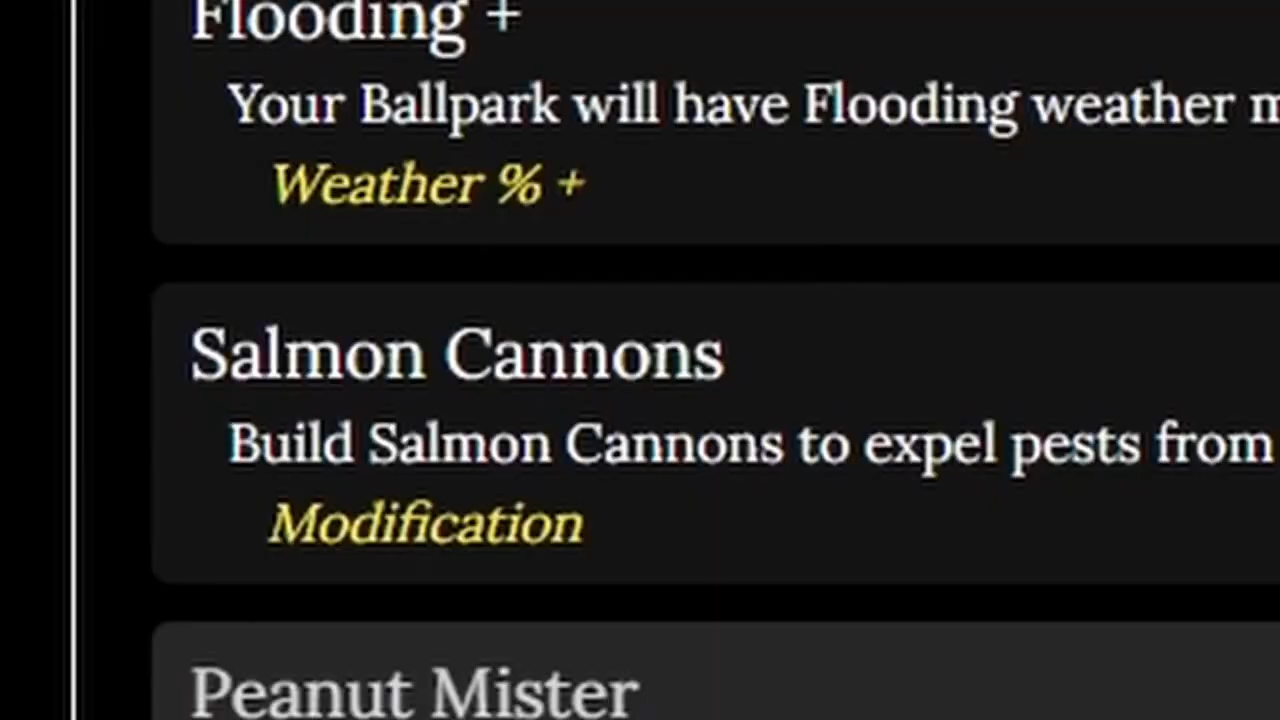 Flooding +
Your Ballpark will have Flooding weather
Weather % +
Salmon Cannons
Build Salmon Cannons to expel pests from
Modification
Peanut Mister